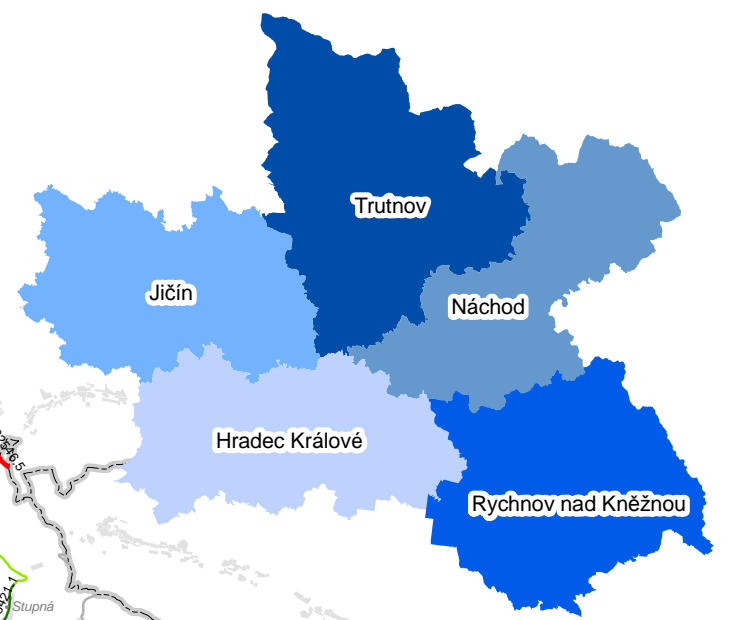 Trutnov
Jičín
Náchod
Hradec Králové
Rychnov nad Kněžnou
Stupná